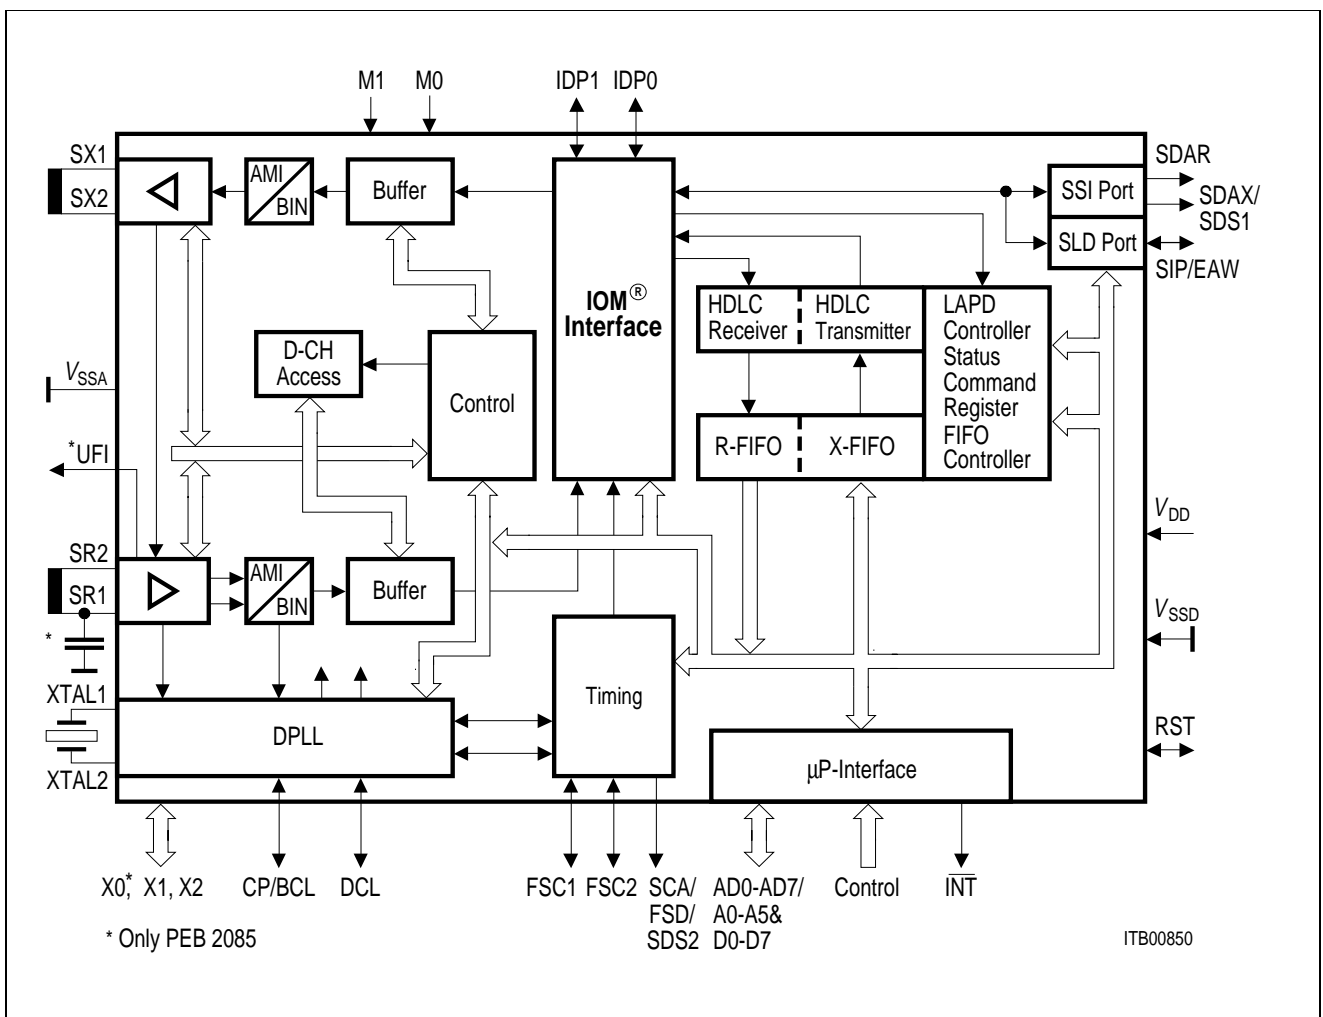 M1 M0 IDP1 IDP0
SX1
SX2
AMI
BIN
Buffer
IOM®
Interface
SSI Port
SLD Port
SDAR
SDAX/
SDS1
SIP/EAW
HDLC
Receiver
HDLC
Transmitter
LAPD
Controller
Status
Command
Register
FIFO
Controller
D-CH
Access
Control
VSSA
*UFI
R-FIFO
X-FIFO
VDD
SR2
SR1
*
AMI
BIN
Buffer
VSSD
XTAL1
XTAL2
DPLL
Timing
µP-Interface
RST
X0,* X1, X2
CP/BCL
DCL
FSC1
FSC2
SCA/
FSD/
SDS2
AD0-AD7/
A0-A5&
D0-D7
Control
INT
* Only PEB 2085
ITB00850